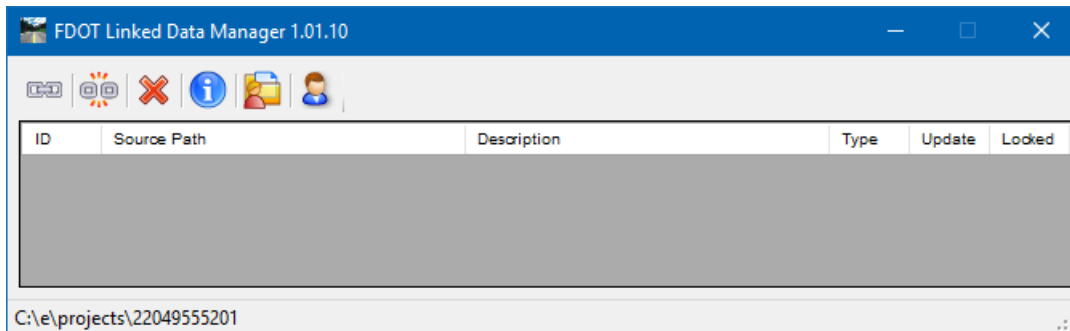 FDOT Linked Data Manager 1.01.10
ID Source Path Description Type Update Locked
C:\e\projects\22049555201